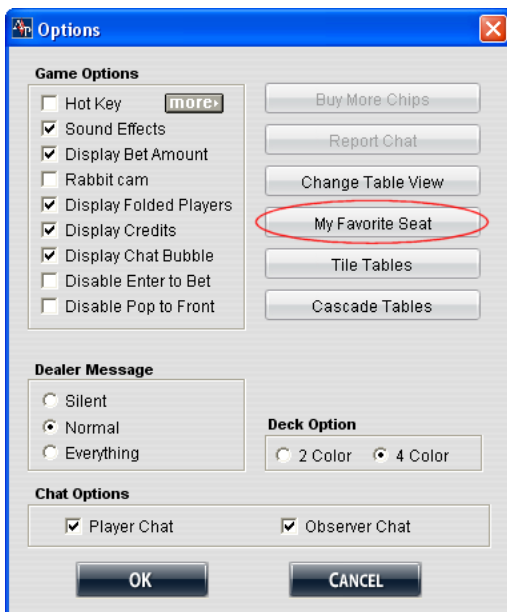 Options
Game Options
Hot Key more
Sound Effects
Display Bet Amount
Rabbit cam
Display Folded Players
Display Credits
Display Chat Bubble
Disable Enter to Bet
Disable Pop to Front
Buy More Chips
Report Chat
Change Table View
My Favorite Seat
Tile Tables
Cascade Tables
Dealer Message
Silent
Normal
Everything
Deck Option
2 Color 4 Color
Chat Options
Player Chat Observer Chat
OK CANCEL